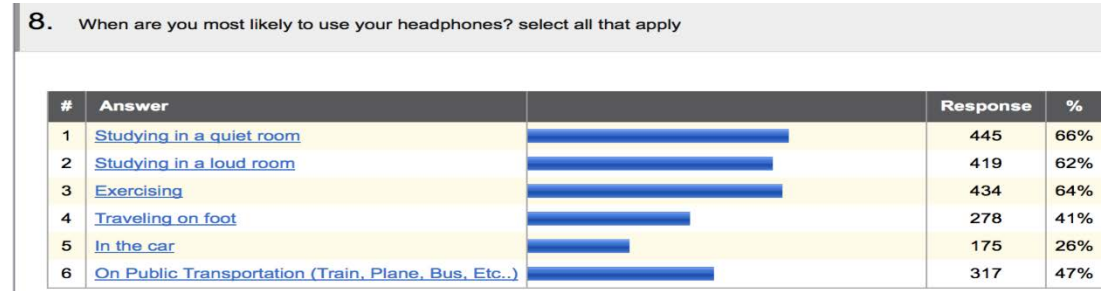 8. When are you most likely to use your headphones? select all that apply
# Answer Response %
1 Studying in a quiet room 445 66%
2 Studying in a loud room 419 62%
3 Exercising 434 64%
4 Traveling on foot 278 41%
5 In the car 175 26%
6 On Public Transportation (Train, Plane, Bus, Etc..) 317 47%